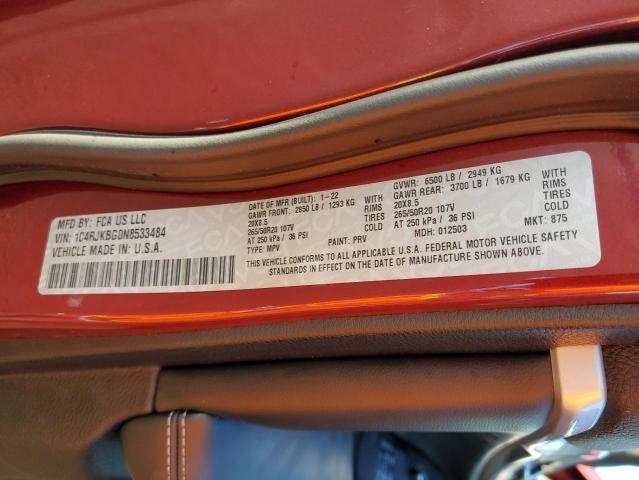 MFD BY: FCA US LLC
VIN: 1C4RJKBG0N8533484
VEHICLE MADE IN: U.S.A.
DATE OF MFR (BUILT): 1-22
GAWR FRONT: 2850 LB / 1293 KG WITH
20X8.5 RIMS
265/50R20 107V TIRES
AT 250 kPa / 36 PSI COLD
TYPE: MPV PAINT: PRV
GVWR: 6500 LB / 2949 KG
GAWR REAR: 3700 LB / 1679 KG WITH
20X8.5 RIMS
265/50R20 107V TIRES
AT 250 kPa / 36 PSI COLD
MDH: 012503 MKT: 875
THIS VEHICLE CONFORMS TO ALL APPLICABLE U.S.A. FEDERAL MOTOR VEHICLE SAFETY
STANDARDS IN EFFECT ON THE DATE OF MANUFACTURE SHOWN ABOVE.